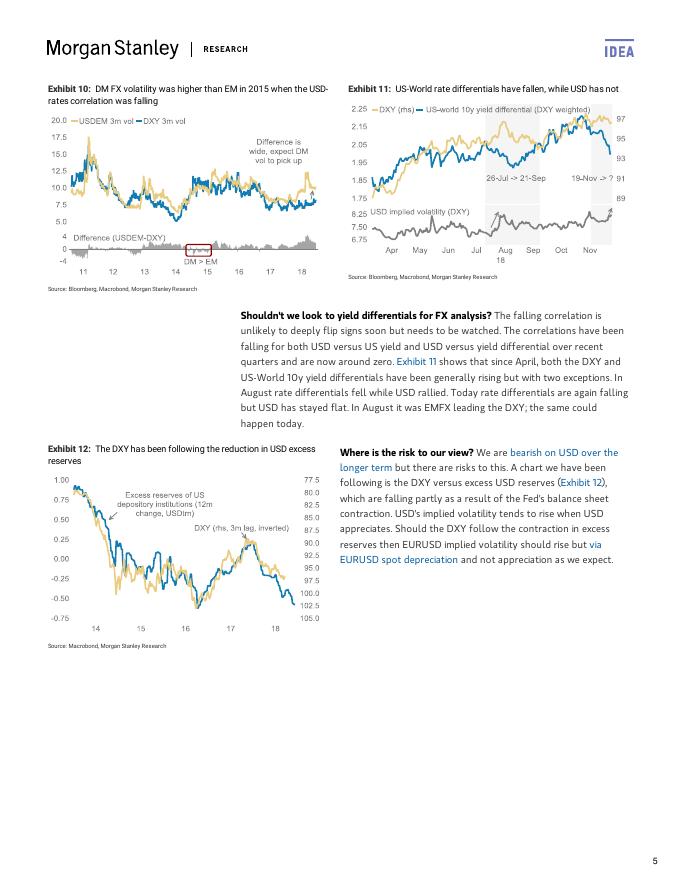 Morgan Stanley | RESEARCH
IDEA
Exhibit 10: DM FX volatility was higher than EM in 2015 when the USD-
rates correlation was falling
20.0
17.5
15.0
12.5
10.0
7.5
5.0
4
0
-4
USDEM 3m vol DXY 3m vol
Difference is
wide, expect DM
vol to pick up
Difference (USDEM-DXY)
DM > EM
11 12 13 14 15 16 17 18
Source: Bloomberg, Macrobond, Morgan Stanley Research
Exhibit 11: US-World rate differentials have fallen, while USD has not
2.25
2.15
2.05
1.95
1.85
1.75
8.25
7.50
6.75
DXY (rhs) US-world 10y yield differential (DXY weighted)
97
95
93
91
89
26-Jul -> 21-Sep
19-Nov -> ?
USD implied volatility (DXY)
Apr May Jun Jul Aug Sep Oct Nov
18
Source: Bloomberg, Macrobond, Morgan Stanley Research
Shouldn't we look to yield differentials for FX analysis? The falling correlation is
unlikely to deeply flip signs soon but needs to be watched. The correlations have been
falling for both USD versus US yield and USD versus yield differential over recent
quarters and are now around zero. Exhibit 11 shows that since April, both the DXY and
US-World 10y yield differentials have been generally rising but with two exceptions. In
August rate differentials fell while USD rallied. Today rate differentials are again falling
but USD has stayed flat. In August it was EMFX leading the DXY; the same could
happen today.
Exhibit 12: The DXY has been following the reduction in USD excess
reserves
1.00
0.75
0.50
0.25
0.00
-0.25
-0.50
-0.75
Excess reserves of US
depository institutions (12m
change, USDtrn)
DXY (rhs, 3m lag, inverted)
77.5
80.0
82.5
85.0
87.5
90.0
92.5
95.0
97.5
100.0
102.5
105.0
14 15 16 17 18
Source: Macrobond, Morgan Stanley Research
Where is the risk to our view? We are bearish on USD over the
longer term but there are risks to this. A chart we have been
following is the DXY versus excess USD reserves (Exhibit 12),
which are falling partly as a result of the Fed's balance sheet
contraction. USD's implied volatility tends to rise when USD
appreciates. Should the DXY follow the contraction in excess
reserves then EURUSD implied volatility should rise but via
EURUSD spot depreciation and not appreciation as we expect.
5